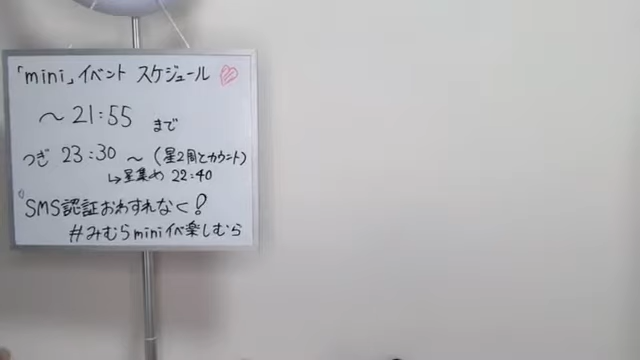 「mini」イベント スケジュール
～21:55 まで
つぎ 23:30 ～ (星2周とカウント)
↳星集め 22:40
SMS認証おわすれなく!
#みむらminiイベ楽しむら